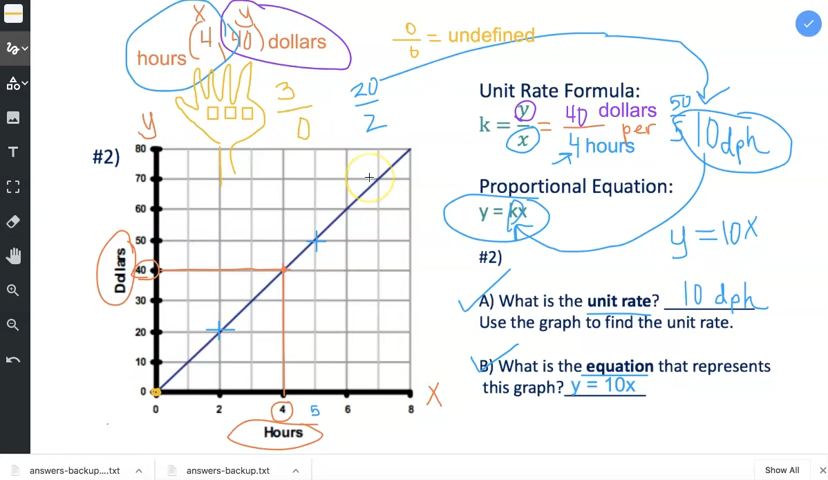 x y
hours (4, 40) dollars
0/6 = undefined
3/0
20/2
y
#2)
80
70
60
50
40
30
20
10
0
Dollars
0 2 4 5 6 8
Hours
X
Unit Rate Formula:
k = y/x = 40 dollars per 4 hours
50/5
10 dph
Proportional Equation:
y = kx
y = 10x
#2)
A) What is the unit rate? 10 dph
Use the graph to find the unit rate.
B) What is the equation that represents
this graph? y = 10x
answers-backup....txt
answers-backup.txt
Show All
T